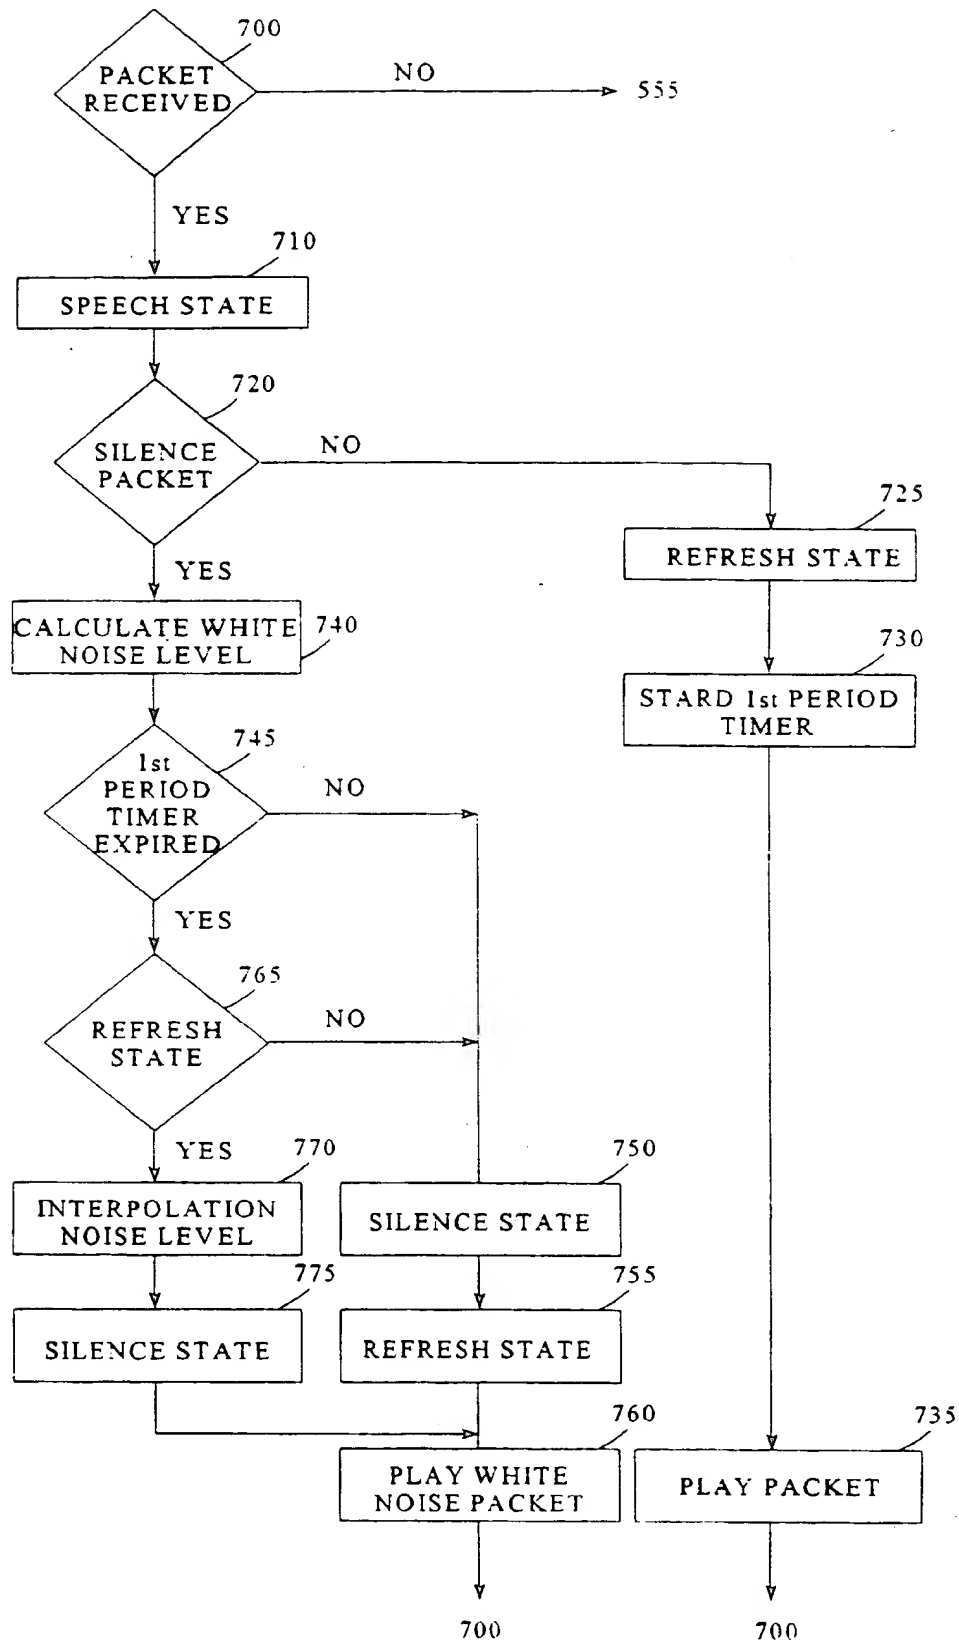 700
PACKET
RECEIVED
NO
555
YES
710
SPEECH STATE
720
SILENCE
PACKET
NO
725
REFRESH STATE
YES
CALCULATE WHITE
NOISE LEVEL
740
730
STARD 1st PERIOD
TIMER
745
1st
PERIOD
TIMER
EXPIRED
NO
YES
765
REFRESH
STATE
NO
YES
770
INTERPOLATION
NOISE LEVEL
750
SILENCE STATE
775
SILENCE STATE
755
REFRESH STATE
760
PLAY WHITE
NOISE PACKET
735
PLAY PACKET
700
700